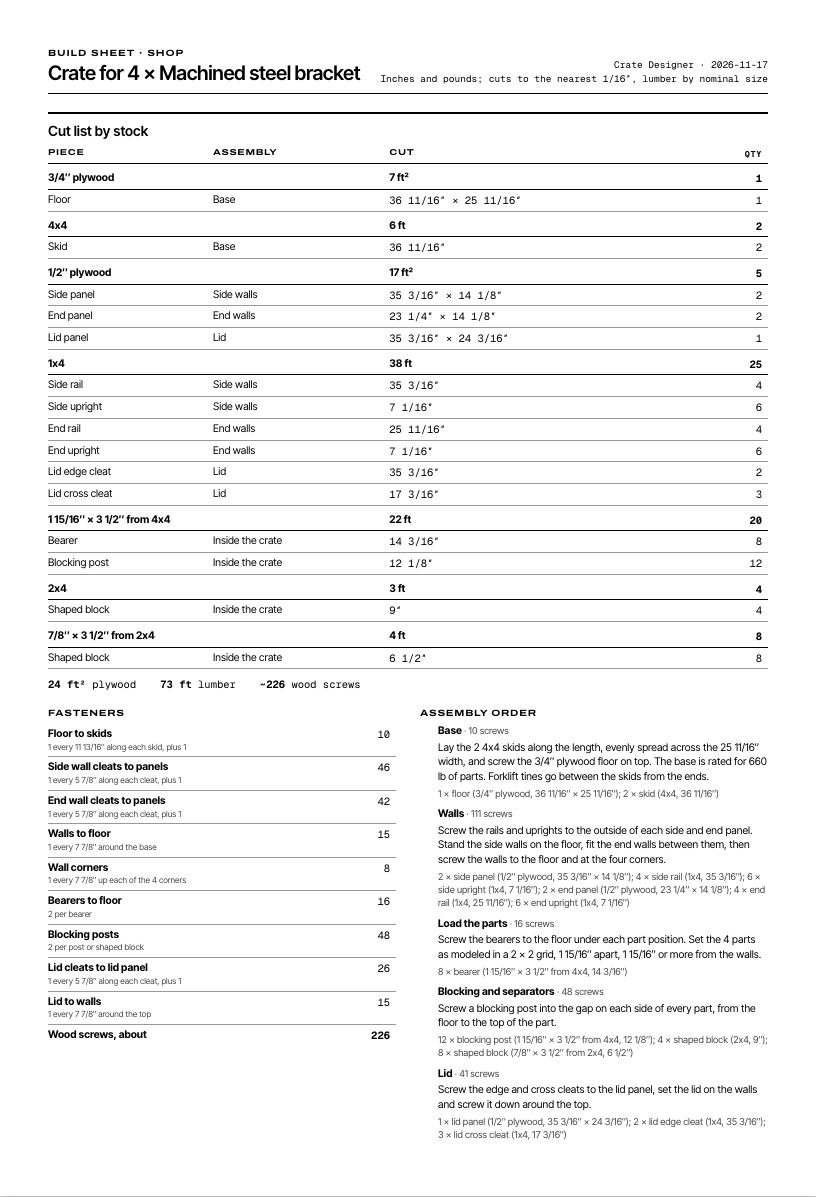 BUILD SHEET · SHOP
Crate for 4 × Machined steel bracket
Crate Designer · 2026-11-17
Inches and pounds; cuts to the nearest 1/16″, lumber by nominal size
Cut list by stock
PIECE ASSEMBLY CUT QTY
3/4″ plywood 7 ft² 1
Floor Base 36 11/16″ × 25 11/16″ 1
4x4 6 ft 2
Skid Base 36 11/16″ 2
1/2″ plywood 17 ft² 5
Side panel Side walls 35 3/16″ × 14 1/8″ 2
End panel End walls 23 1/4″ × 14 1/8″ 2
Lid panel Lid 35 3/16″ × 24 3/16″ 1
1x4 38 ft 25
Side rail Side walls 35 3/16″ 4
Side upright Side walls 7 1/16″ 6
End rail End walls 25 11/16″ 4
End upright End walls 7 1/16″ 6
Lid edge cleat Lid 35 3/16″ 2
Lid cross cleat Lid 17 3/16″ 3
1 15/16″ × 3 1/2″ from 4x4 22 ft 20
Bearer Inside the crate 14 3/16″ 8
Blocking post Inside the crate 12 1/8″ 12
2x4 3 ft 4
Shaped block Inside the crate 9″ 4
7/8″ × 3 1/2″ from 2x4 4 ft 8
Shaped block Inside the crate 6 1/2″ 8
24 ft² plywood 73 ft lumber ~226 wood screws
FASTENERS
Floor to skids 10
1 every 11 13/16″ along each skid, plus 1
Side wall cleats to panels 46
1 every 5 7/8″ along each cleat, plus 1
End wall cleats to panels 42
1 every 5 7/8″ along each cleat, plus 1
Walls to floor 15
1 every 7 7/8″ around the base
Wall corners 8
1 every 7 7/8″ up each of the 4 corners
Bearers to floor 16
2 per bearer
Blocking posts 48
2 per post or shaped block
Lid cleats to lid panel 26
1 every 5 7/8″ along each cleat, plus 1
Lid to walls 15
1 every 7 7/8″ around the top
Wood screws, about 226
ASSEMBLY ORDER
Base · 10 screws
Lay the 2 4x4 skids along the length, evenly spread across the 25 11/16″
width, and screw the 3/4″ plywood floor on top. The base is rated for 660
lb of parts. Forklift tines go between the skids from the ends.
1 × floor (3/4″ plywood, 36 11/16″ × 25 11/16″); 2 × skid (4x4, 36 11/16″)
Walls · 111 screws
Screw the rails and uprights to the outside of each side and end panel.
Stand the side walls on the floor, fit the end walls between them, then
screw the walls to the floor and at the four corners.
2 × side panel (1/2″ plywood, 35 3/16″ × 14 1/8″); 4 × side rail (1x4, 35 3/16″); 6 ×
side upright (1x4, 7 1/16″); 2 × end panel (1/2″ plywood, 23 1/4″ × 14 1/8″); 4 × end
rail (1x4, 25 11/16″); 6 × end upright (1x4, 7 1/16″)
Load the parts · 16 screws
Screw the bearers to the floor under each part position. Set the 4 parts
as modeled in a 2 × 2 grid, 1 15/16″ apart, 1 15/16″ or more from the walls.
8 × bearer (1 15/16″ × 3 1/2″ from 4x4, 14 3/16″)
Blocking and separators · 48 screws
Screw a blocking post into the gap on each side of every part, from the
floor to the top of the part.
12 × blocking post (1 15/16″ × 3 1/2″ from 4x4, 12 1/8″); 4 × shaped block (2x4, 9″);
8 × shaped block (7/8″ × 3 1/2″ from 2x4, 6 1/2″)
Lid · 41 screws
Screw the edge and cross cleats to the lid panel, set the lid on the walls
and screw it down around the top.
1 × lid panel (1/2″ plywood, 35 3/16″ × 24 3/16″); 2 × lid edge cleat (1x4, 35 3/16″);
3 × lid cross cleat (1x4, 17 3/16″)